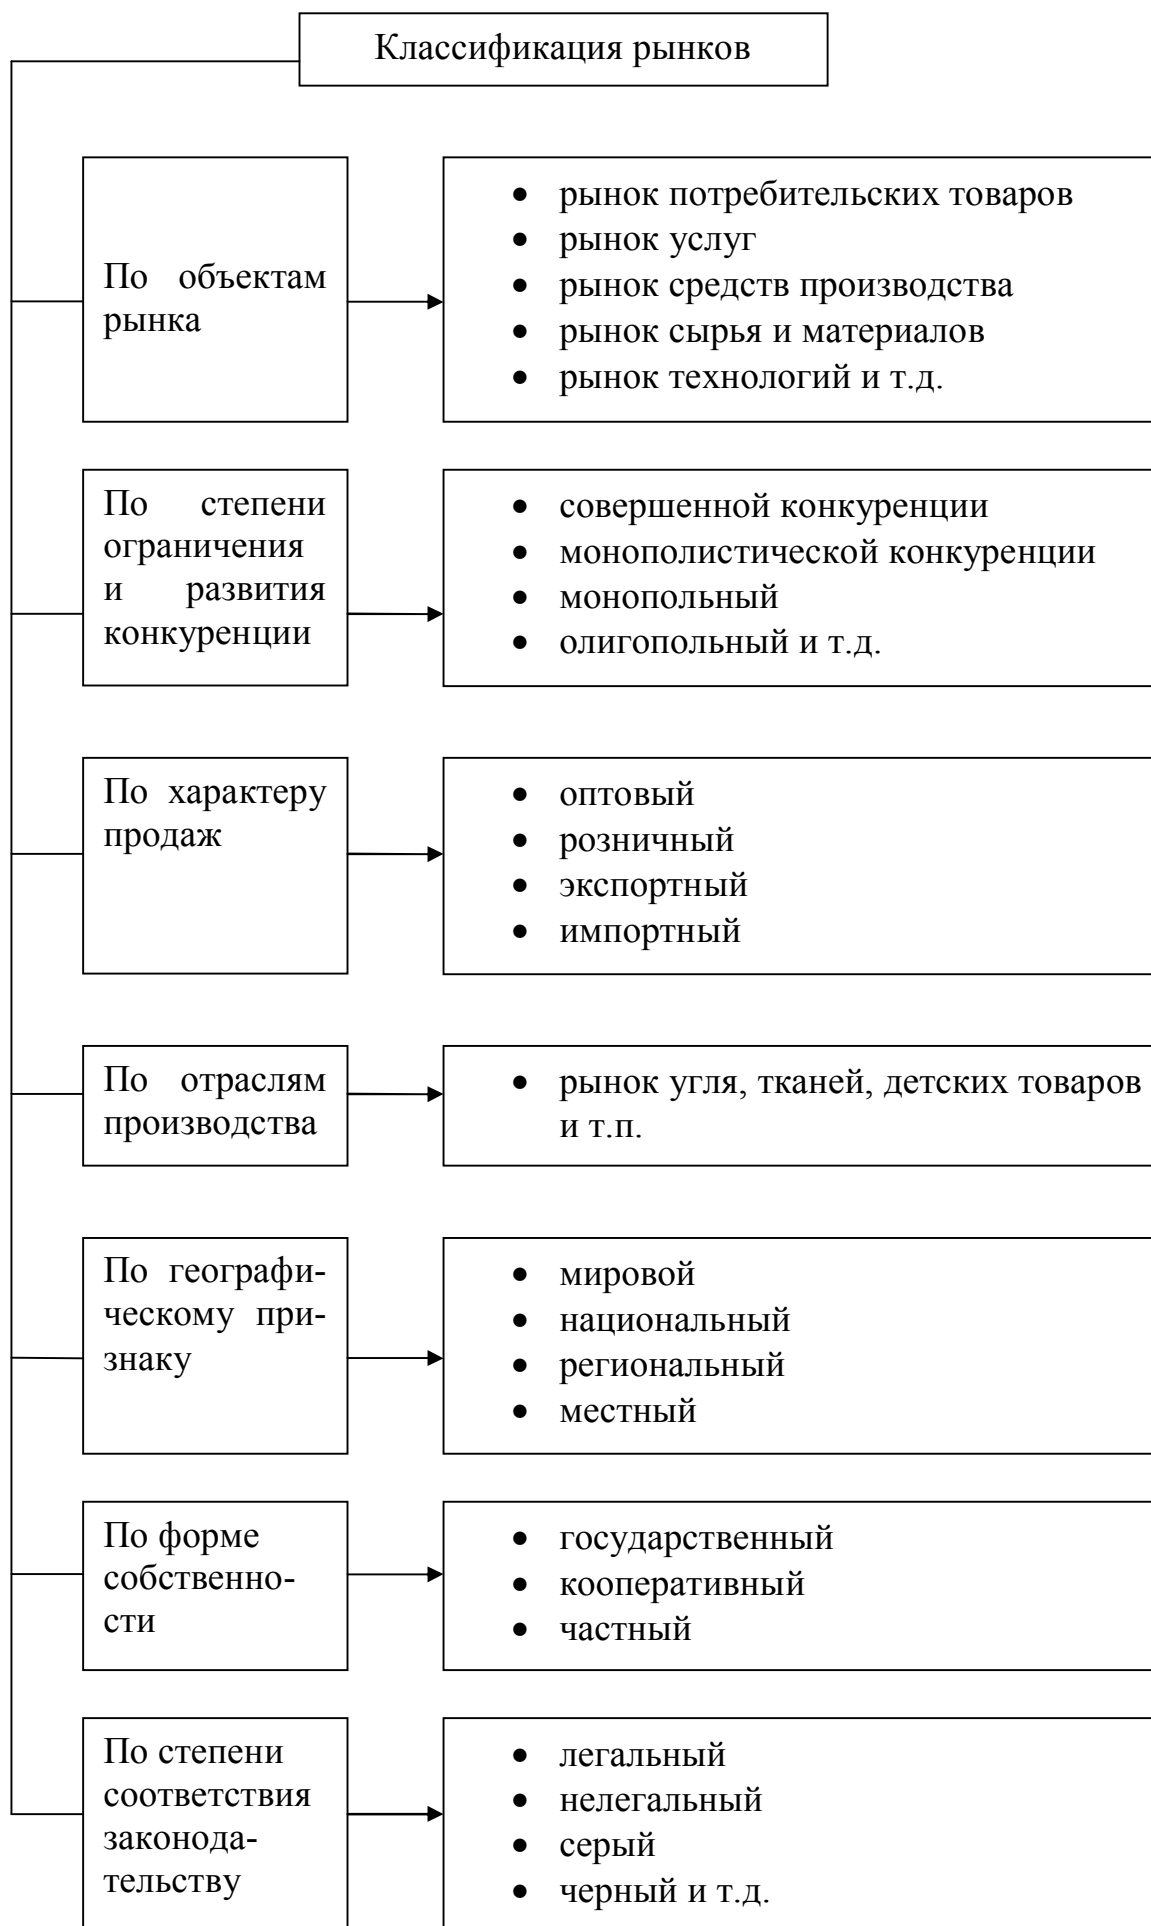 Классификация рынков
По объектам
рынка
• рынок потребительских товаров
• рынок услуг
• рынок средств производства
• рынок сырья и материалов
• рынок технологий и т.д.
По степени
ограничения
и развития
конкуренции
• совершенной конкуренции
• монополистической конкуренции
• монопольный
• олигопольный и т.д.
По характеру
продаж
• оптовый
• розничный
• экспортный
• импортный
По отраслям
производства
• рынок угля, тканей, детских товаров
и т.п.
По географи-
ческому при-
знаку
• мировой
• национальный
• региональный
• местный
По форме
собственно-
сти
• государственный
• кооперативный
• частный
По степени
соответствия
законода-
тельству
• легальный
• нелегальный
• серый
• черный и т.д.